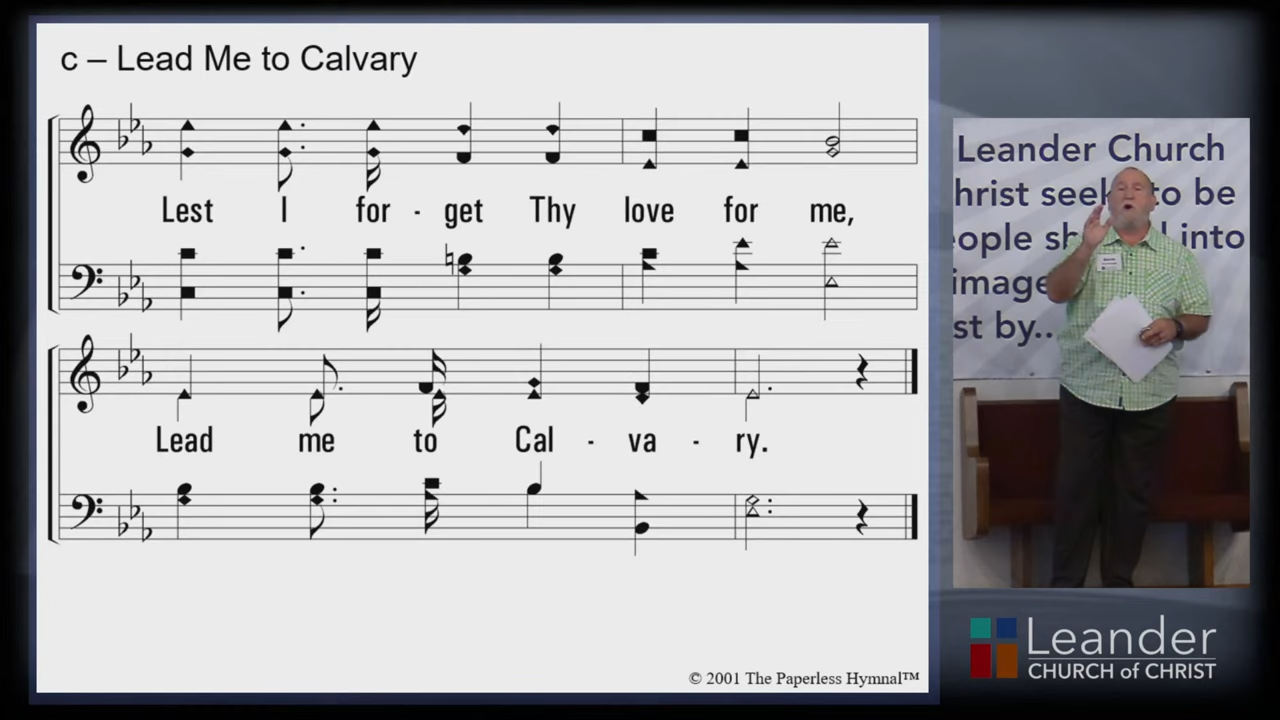 c – Lead Me to Calvary
Lest I for - get Thy love for me,
Lead me to Cal - va - ry.
© 2001 The Paperless Hymnal™
Leander Church
hrist seek to be
eople sh into
image
st by..
Leander
CHURCH of CHRIST